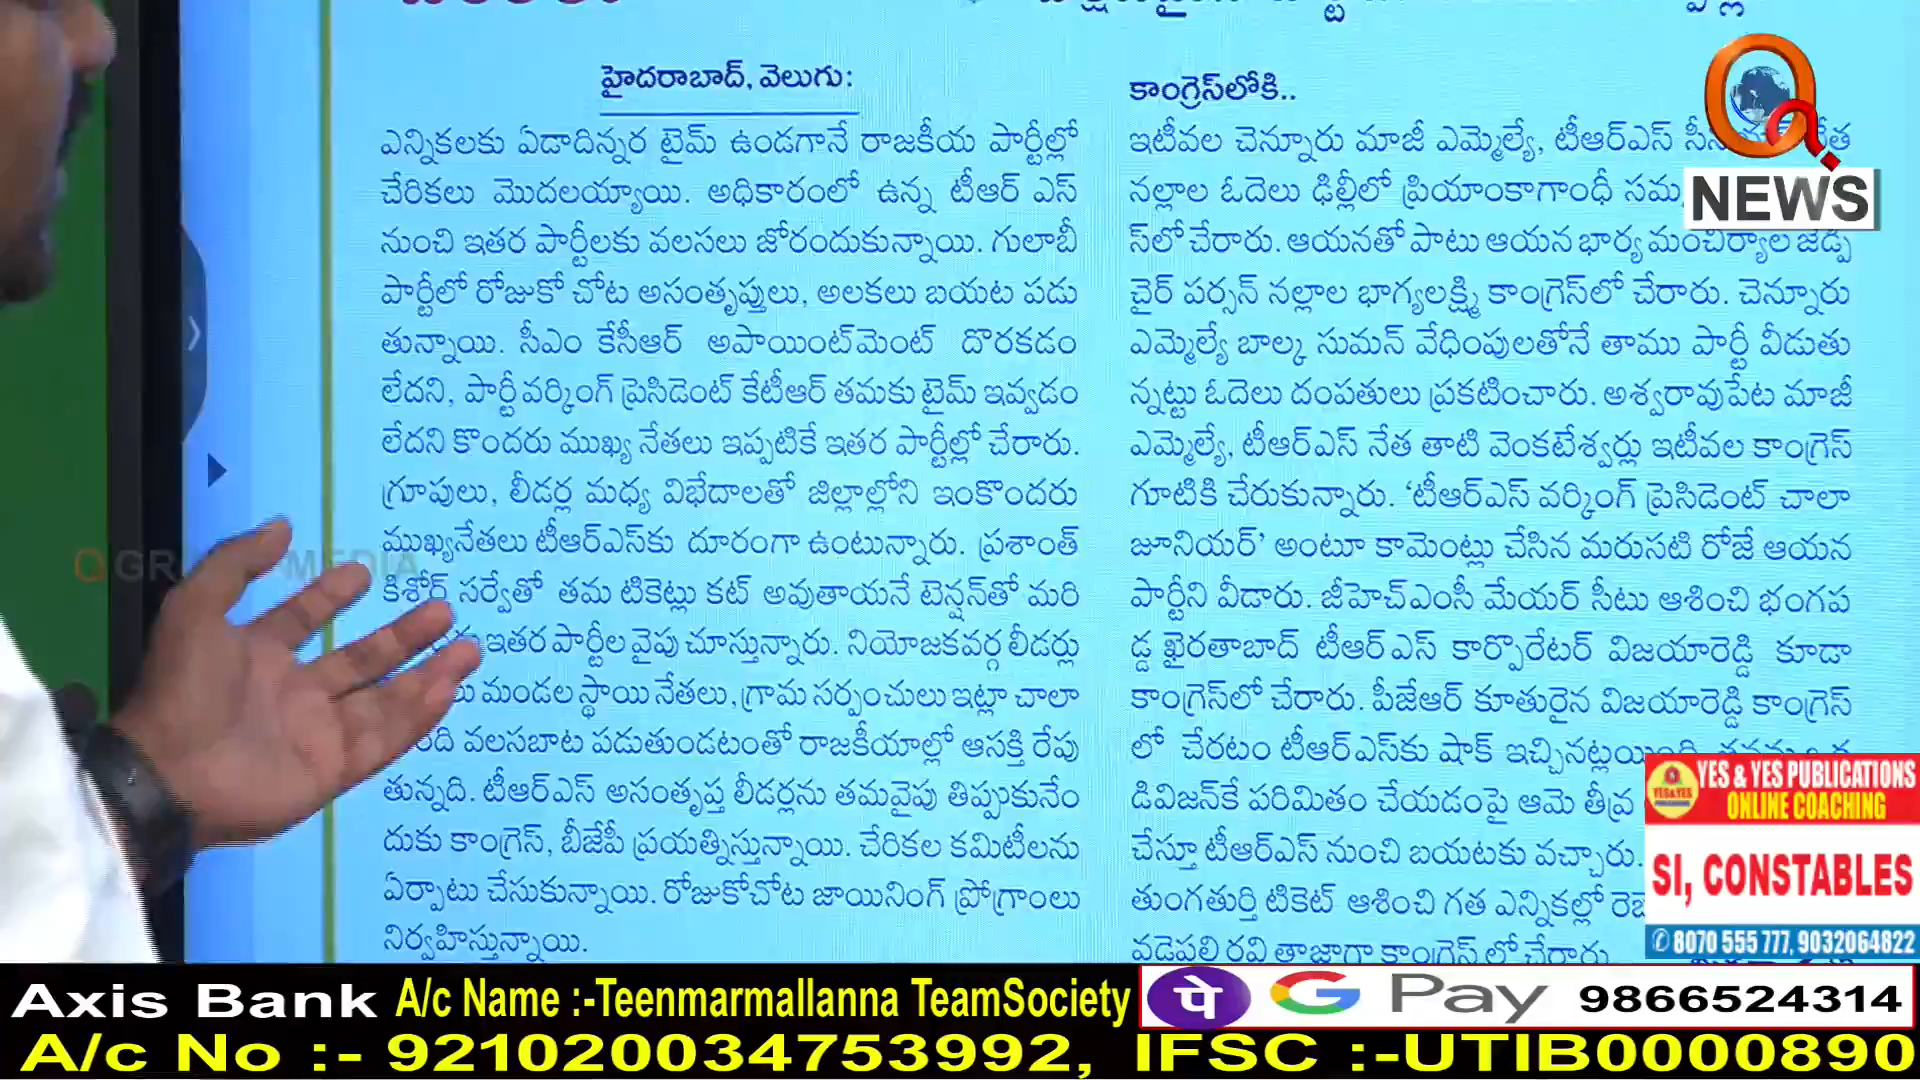 హైదరాబాద్, వెలుగు:
ఎన్నికలకు ఏడాదిన్నర టైమ్ ఉండగానే రాజకీయ పార్టీల్లో
చేరికలు మొదలయ్యాయి. అధికారంలో ఉన్న టీఆర్ ఎస్
నుంచి ఇతర పార్టీలకు వలసలు జోరందుకున్నాయి. గులాబీ
పార్టీలో రోజుకో చోట అసంతృప్తులు, అలకలు బయట పడు
తున్నాయి. సీఎం కేసీఆర్ అపాయింట్‌మెంట్ దొరకడం
లేదని, పార్టీ వర్కింగ్ ప్రెసిడెంట్ కేటీఆర్ తమకు టైమ్ ఇవ్వడం
లేదని కొందరు ముఖ్య నేతలు ఇప్పటికే ఇతర పార్టీల్లో చేరారు.
గ్రూపులు, లీడర్ల మధ్య విభేదాలతో జిల్లాల్లోని ఇంకొందరు
ముఖ్యనేతలు టీఆర్ఎస్‌కు దూరంగా ఉంటున్నారు. ప్రశాంత్
కిశోర్ సర్వేతో తమ టికెట్లు కట్ అవుతాయనే టెన్షన్‌తో మరి
ఇతర పార్టీల వైపు చూస్తున్నారు. నియోజకవర్గ లీడర్లు
మండల స్థాయి నేతలు, గ్రామ సర్పంచులు ఇట్లా చాలా
వలసబాట పడుతుండటంతో రాజకీయాల్లో ఆసక్తి రేపు
తున్నది. టీఆర్ఎస్ అసంతృప్త లీడర్లను తమవైపు తిప్పుకునేం
దుకు కాంగ్రెస్, బీజేపీ ప్రయత్నిస్తున్నాయి. చేరికల కమిటీలను
ఏర్పాటు చేసుకున్నాయి. రోజుకోచోట జాయినింగ్ ప్రోగ్రాంలు
నిర్వహిస్తున్నాయి.
కాంగ్రెస్‌లోకి..
ఇటీవల చెన్నూరు మాజీ ఎమ్మెల్యే, టీఆర్ఎస్
నల్లాల ఓదెలు ఢిల్లీలో ప్రియాంకాగాంధీ
స్‌లో చేరారు. ఆయనతో పాటు ఆయన భార్య మంచిర్యాల జెడ్పీ
చైర్ పర్సన్ నల్లాల భాగ్యలక్ష్మి కాంగ్రెస్‌లో చేరారు. చెన్నూరు
ఎమ్మెల్యే బాల్క సుమన్ వేధింపులతోనే తాము పార్టీ వీడుతు
న్నట్టు ఓదెలు దంపతులు ప్రకటించారు. అశ్వరావుపేట మాజీ
ఎమ్మెల్యే, టీఆర్ఎస్ నేత తాటి వెంకటేశ్వర్లు ఇటీవల కాంగ్రెస్
గూటికి చేరుకున్నారు. 'టీఆర్ఎస్ వర్కింగ్ ప్రెసిడెంట్ చాలా
జూనియర్' అంటూ కామెంట్లు చేసిన మరుసటి రోజే ఆయన
పార్టీని వీడారు. జీహెచ్ఎంసీ మేయర్ సీటు ఆశించి భంగప
డ్డ ఖైరతాబాద్ టీఆర్ఎస్ కార్పొరేటర్ విజయారెడ్డి కూడా
కాంగ్రెస్‌లో చేరారు. పీజేఆర్ కూతురైన విజయారెడ్డి కాంగ్రెస్
లో చేరటం టీఆర్ఎస్‌కు షాక్ ఇచ్చినట్లయింది.
డివిజన్‌కే పరిమితం చేయడంపై ఆమె తీవ్ర
చేస్తూ టీఆర్ఎస్ నుంచి బయటకు వచ్చారు.
తుంగతుర్తి టికెట్ ఆశించి గత ఎన్నికల్లో
వడెపల్లి రవి తాజాగా కాంగ్రెస్ లో చేరారు.
Q NEWS
YES & YES PUBLICATIONS
ONLINE COACHING
SI, CONSTABLES
8070 555 777, 9032064822
Axis Bank A/c Name :-Teenmarmallanna TeamSociety
పే G Pay 9866524314
A/c No :- 921020034753992, IFSC :-UTIB0000890